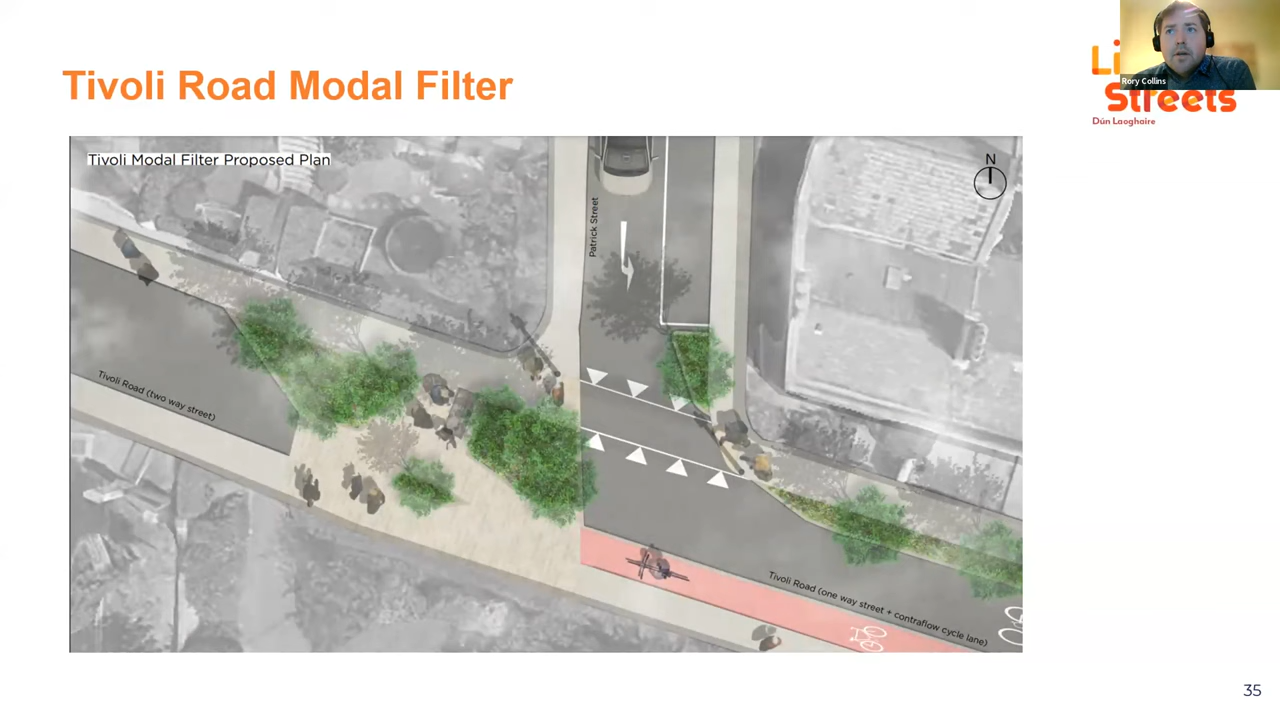 Tivoli Road Modal Filter
Rory Collins
Li
Streets
Dún Laoghaire
Tivoli Modal Filter Proposed Plan
N
Patrick Street
Tivoli Road (two way street)
Tivoli Road (one way street + contraflow cycle lane)
35